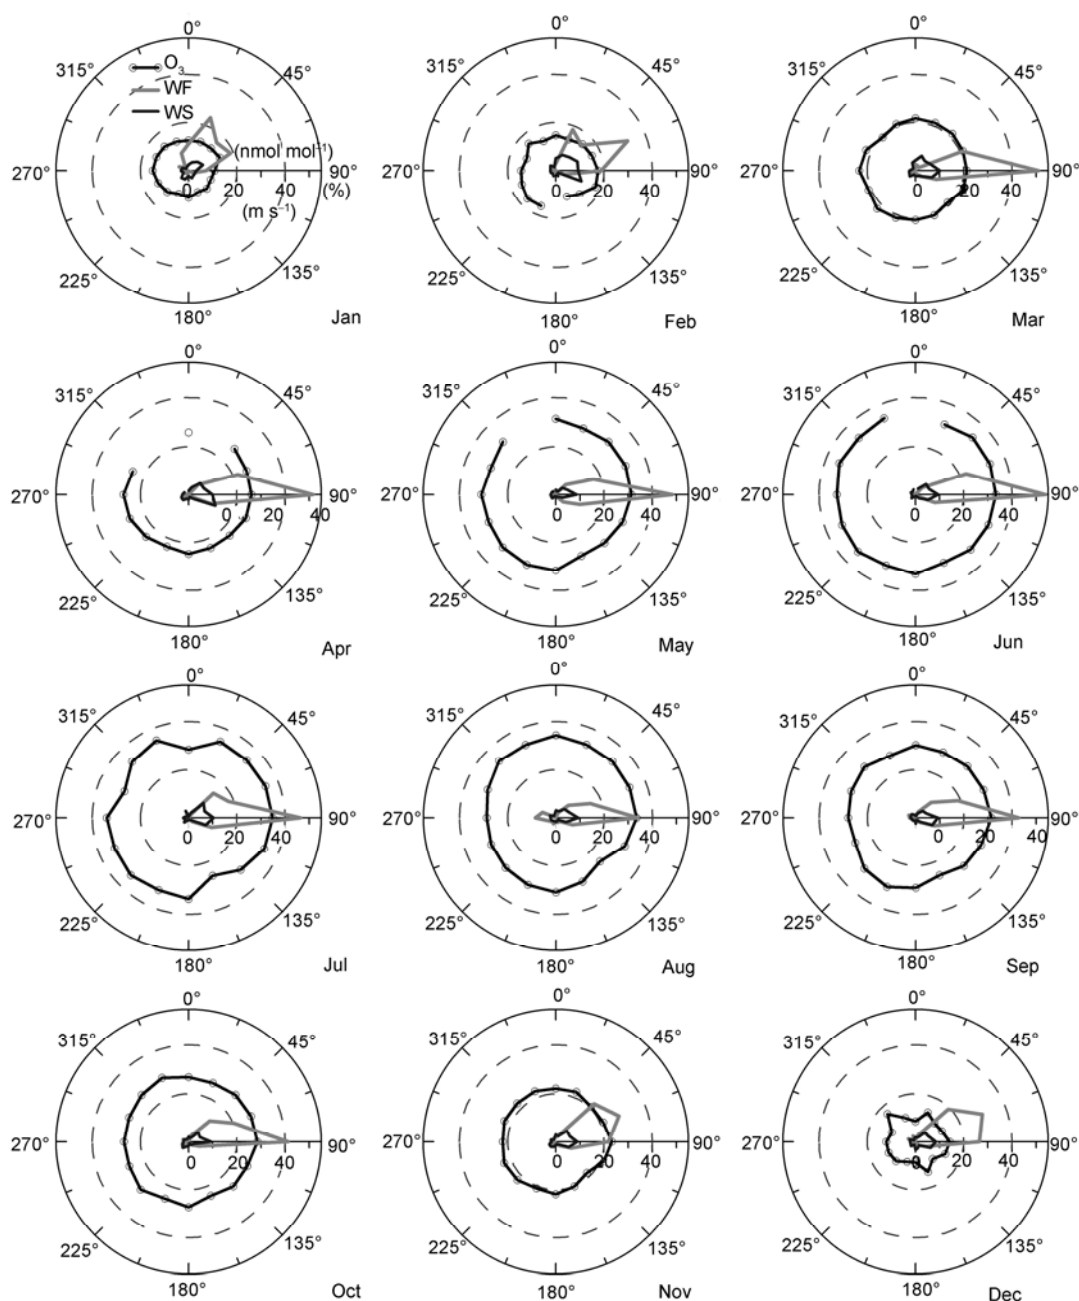 0° 0° 0°
315° O₃ 45° 315° 45° 315° 45°
WF
WS
(nmol mol⁻¹)
270° 0 20 40 90° 270° 0 20 40 90° 270° 0 20 40 90°
(%)
(m s⁻¹)
225° 135° 225° 135° 225° 135°
180° Jan 180° Feb 180° Mar
0° 0° 0°
315° 45° 315° 45° 315° 45°
270° 0 20 40 90° 270° 0 20 40 90° 270° 0 20 40 90°
225° 135° 225° 135° 225° 135°
180° Apr 180° May 180° Jun
0° 0° 0°
315° 45° 315° 45° 315° 45°
270° 0 20 40 90° 270° 0 20 40 90° 270° 0 20 40 90°
225° 135° 225° 135° 225° 135°
180° Jul 180° Aug 180° Sep
0° 0° 0°
315° 45° 315° 45° 315° 45°
270° 0 20 40 90° 270° 0 20 40 90° 270° 0 20 40 90°
225° 135° 225° 135° 225° 135°
180° Oct 180° Nov 180° Dec